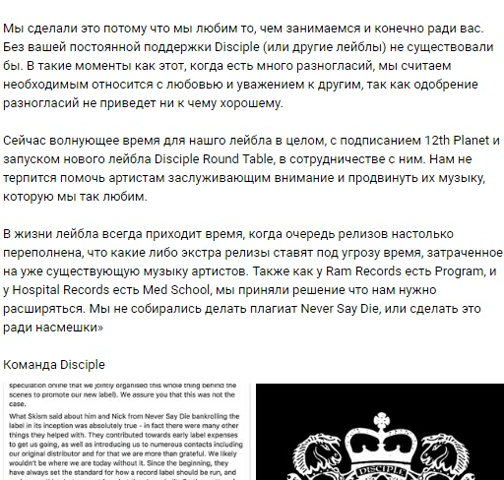 Мы сделали это потому что мы любим то, чем занимаемся и конечно ради вас.
Без вашей постоянной поддержки Disciple (или другие лейблы) не существовали
бы. В такие моменты как этот, когда есть много разногласий, мы считаем
необходимым относится с любовью и уважением к другим, так как одобрение
разногласий не приведет ни к чему хорошему.
Сейчас волнующее время для нашго лейбла в целом, с подписанием 12th Planet и
запуском нового лейбла Disciple Round Table, в сотрудничестве с ним. Нам не
терпится помочь артистам заслуживающим внимание и продвинуть их музыку,
которую мы так любим.
В жизни лейбла всегда приходит время, когда очередь релизов настолько
переполнена, что какие либо экстра релизы ставят под угрозу время, затраченное
на уже существующую музыку артистов. Также как у Ram Records есть Program, и
у Hospital Records есть Med School, мы приняли решение что нам нужно
расширяться. Мы не собирались делать плагиат Never Say Die, или сделать это
ради насмешки»
Команда Disciple
speculation online that we jointly organised this whole thing behind the
scenes to promote our new label). We assure you that this was not the
case.
What Skism said about him and Nick from Never Say Die bankrolling the
label in its inception was absolutely true - in fact there were many other
things they helped with. They contributed towards early label expenses
to get us going, as well as introducing us to numerous contacts including
our original distributor and for that we are more than grateful. We likely
wouldn't be where we are today without it. Since the beginning, they
have always set the standard for how a record label should be run, and
DISCIPLE